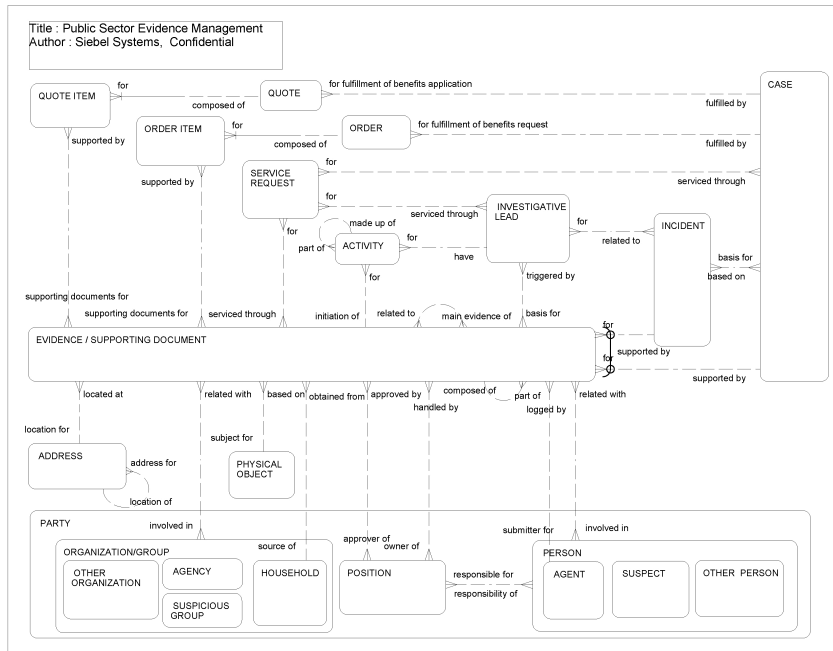 Title : Public Sector Evidence Management
Author : Siebel Systems,  Confidential
QUOTE ITEM
for
composed of
QUOTE
for fulfillment of benefits application
fulfilled by
CASE
supported by
ORDER ITEM
for
composed of
ORDER
for fulfillment of benefits request
fulfilled by
supported by
SERVICE
REQUEST
for
serviced through
for
serviced through
INVESTIGATIVE
LEAD
for
related to
INCIDENT
basis for
based on
for
made up of
part of
ACTIVITY
for
have
for
triggered by
supporting documents for
supporting documents for
serviced through
initiation of
related to
main evidence of
basis for
for
supported by
for
supported by
EVIDENCE / SUPPORTING DOCUMENT
located at
related with
based on
obtained from
approved by
handled by
composed of
part of
logged by
related with
location for
ADDRESS
address for
location of
subject for
PHYSICAL
OBJECT
PARTY
involved in
source of
approver of
owner of
submitter for
involved in
ORGANIZATION/GROUP
OTHER
ORGANIZATION
AGENCY
SUSPICIOUS
GROUP
HOUSEHOLD
POSITION
responsible for
responsibility of
PERSON
AGENT
SUSPECT
OTHER  PERSON